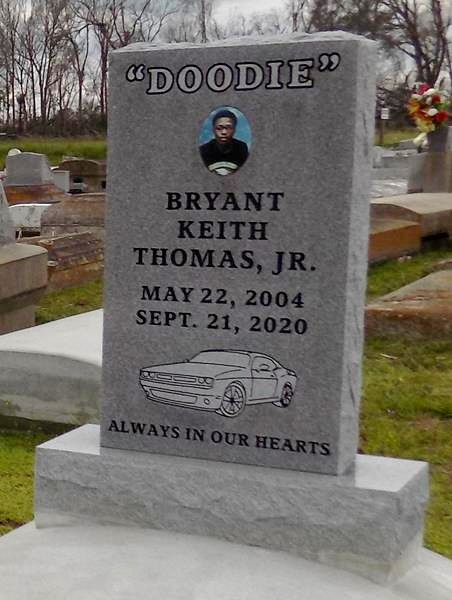 "DOODIE"
BRYANT
KEITH
THOMAS, JR.
MAY 22, 2004
SEPT. 21, 2020
ALWAYS IN OUR HEARTS